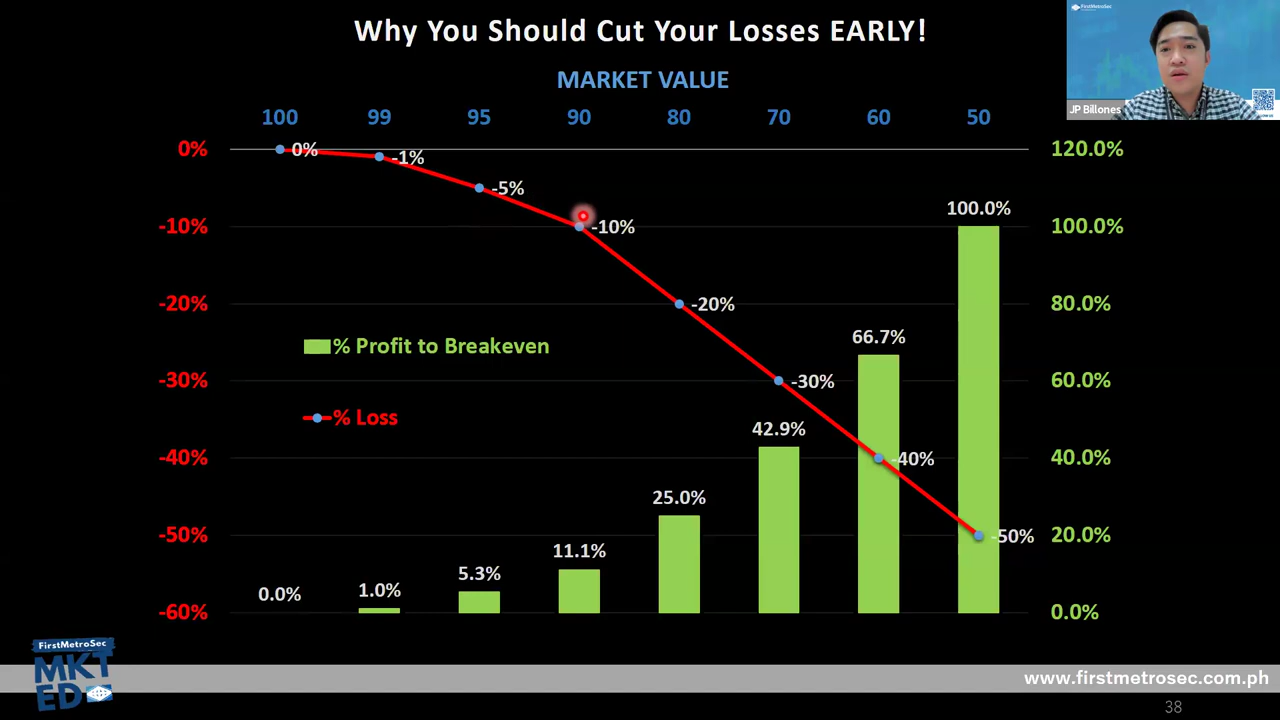 Why You Should Cut Your Losses EARLY!
FirstMetroSec
JP Billones
MARKET VALUE
100 99 95 90 80 70 60 50
0% 0% -1% 120.0%
-5%
100.0%
-10% -10% 100.0%
-20% -20% 80.0%
66.7%
% Profit to Breakeven
-30% -30% 60.0%
% Loss
42.9%
-40% -40% 40.0%
25.0%
-50% -50% 20.0%
11.1%
5.3%
0.0% 1.0%
-60% 0.0%
FirstMetroSec
MKT
ED
www.firstmetrosec.com.ph
38